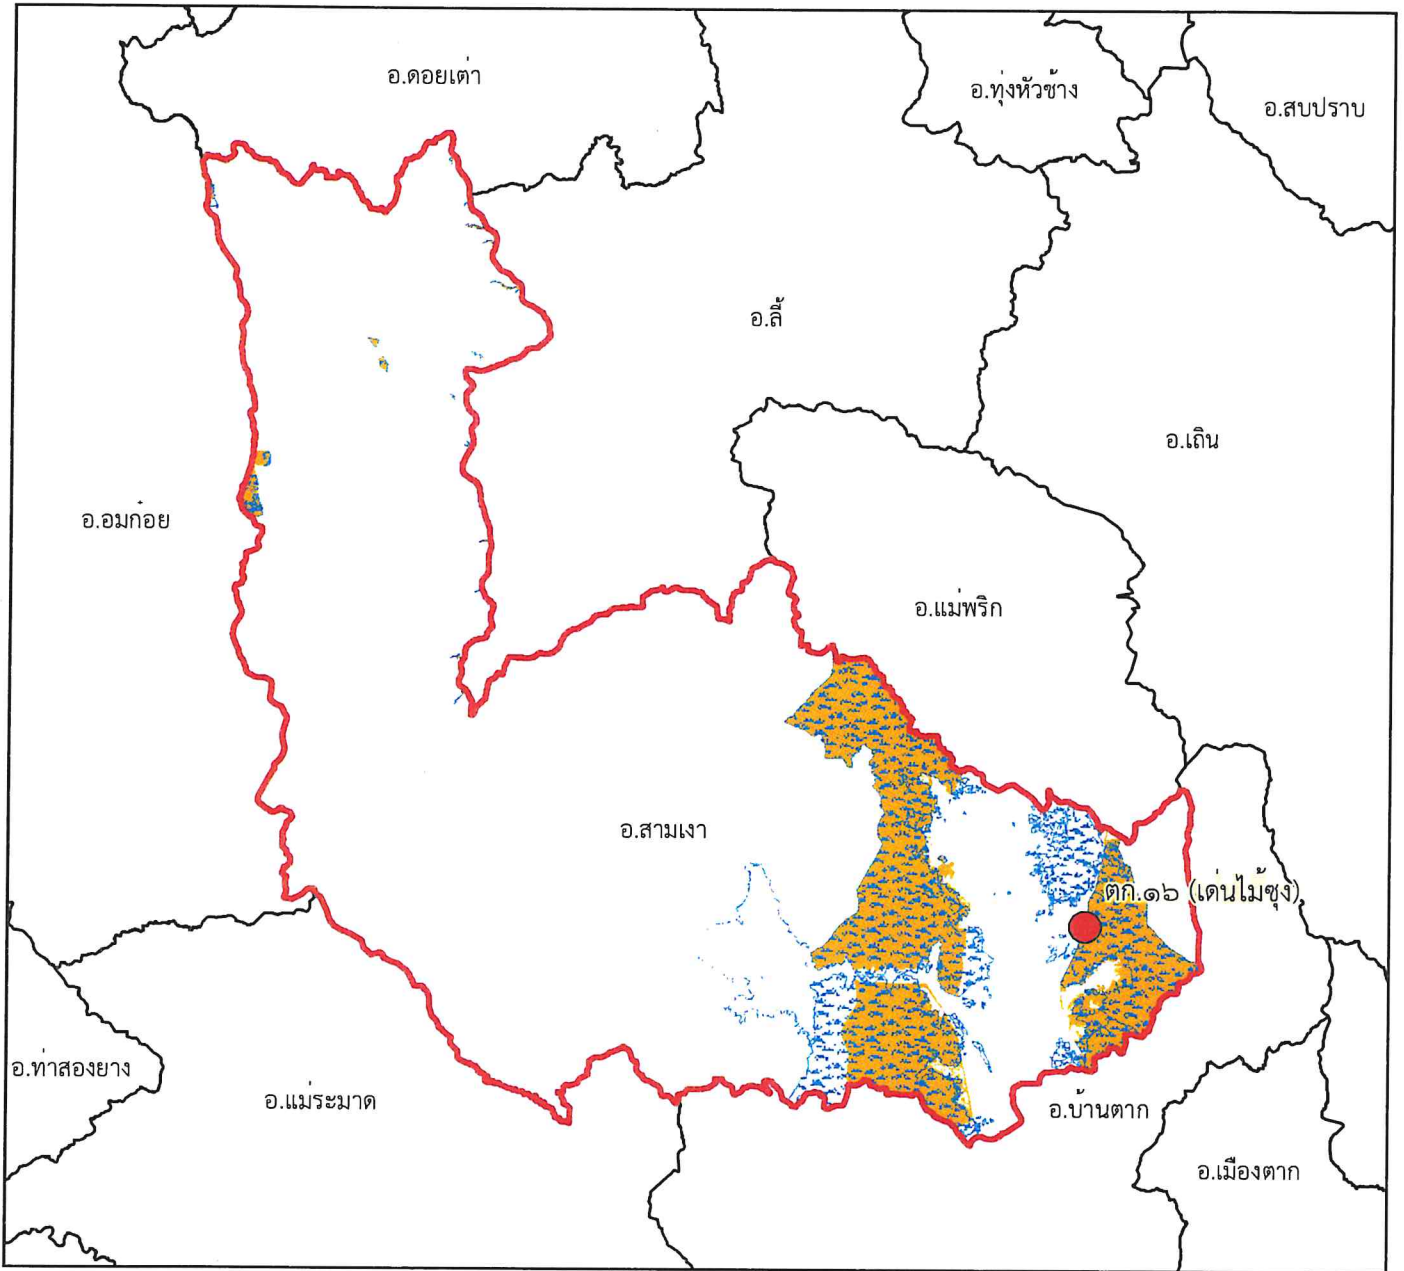 อ.ดอยเต่า
อ.ทุ่งหัวช้าง
อ.สบปราบ
อ.ลี้
อ.เถิน
อ.อมก๋อย
อ.แม่พริก
อ.สามเงา
ตก.๑๖ (เด่นไม้ซุง)
อ.ท่าสองยาง
อ.แม่ระมาด
อ.บ้านตาก
อ.เมืองตาก